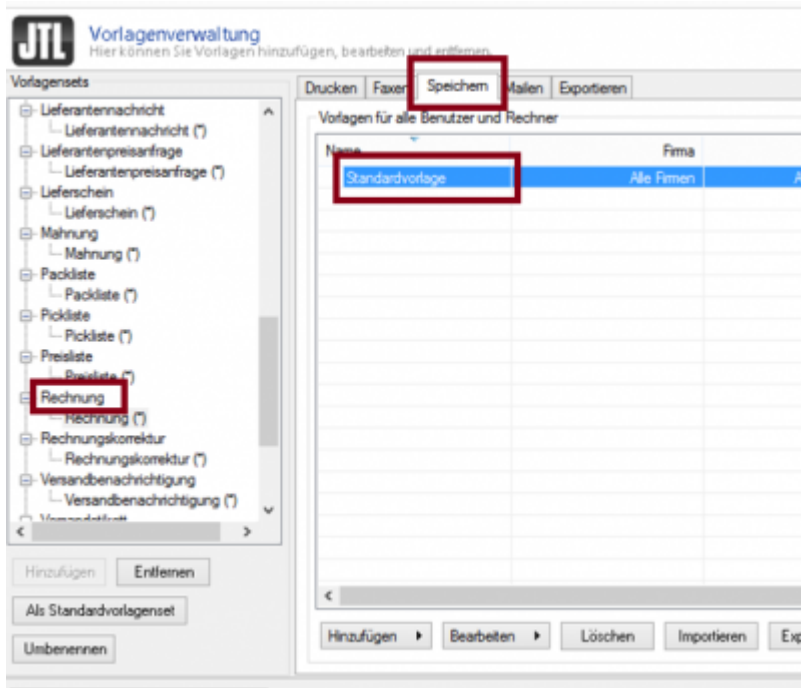 JTL
Vorlagenverwaltung
Hier können Sie Vorlagen hinzufügen, bearbeiten und entfernen.
Vorlagensets
Lieferantennachricht
Lieferantennachricht (*)
Lieferantenpreisanfrage
Lieferantenpreisanfrage (*)
Lieferschein
Lieferschein (*)
Mahnung
Mahnung (*)
Packliste
Packliste (*)
Pickliste
Pickliste (*)
Preisliste
Preisliste (*)
Rechnung
Rechnung (*)
Rechnungskorrektur
Rechnungskorrektur (*)
Versandbenachrichtigung
Versandbenachrichtigung (*)
Hinzufügen Entfernen
Als Standardvorlagenset
Umbenennen
Drucken Faxen Speichern Mailen Exportieren
Vorlagen für alle Benutzer und Rechner
Name Firma
Standardvorlage Alle Firmen A
Hinzufügen Bearbeiten Löschen Importieren Exp